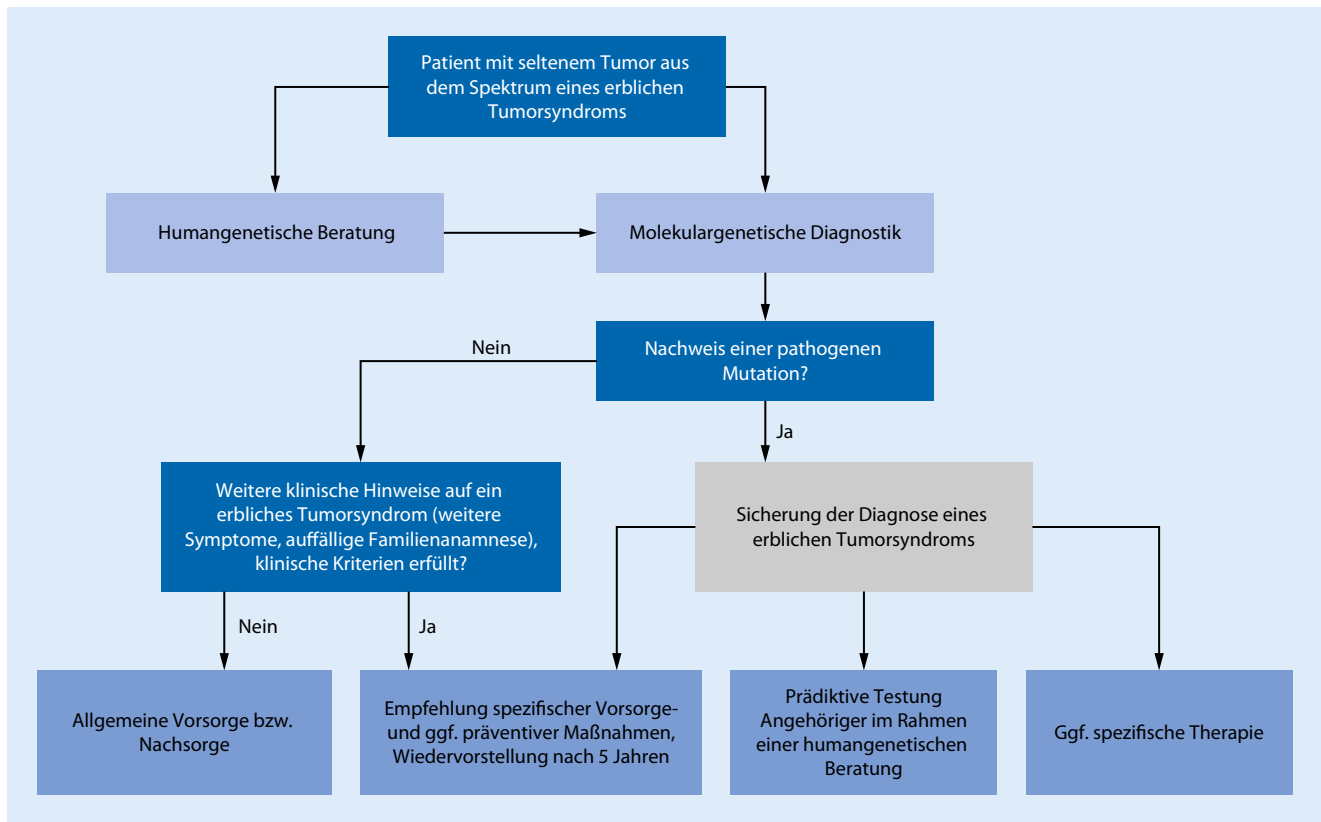 Patient mit seltenem Tumor aus
dem Spektrum eines erblichen
Tumorsyndroms
Humangenetische Beratung
Molekulargenetische Diagnostik
Nein
Nachweis einer pathogenen
Mutation?
Ja
Weitere klinische Hinweise auf ein
erbliches Tumorsyndrom (weitere
Symptome, auffällige Familienanamnese),
klinische Kriterien erfüllt?
Sicherung der Diagnose eines
erblichen Tumorsyndroms
Nein
Ja
Allgemeine Vorsorge bzw.
Nachsorge
Empfehlung spezifischer Vorsorge-
und ggf. präventiver Maßnahmen,
Wiedervorstellung nach 5 Jahren
Prädiktive Testung
Angehöriger im Rahmen
einer humangenetischen
Beratung
Ggf. spezifische Therapie